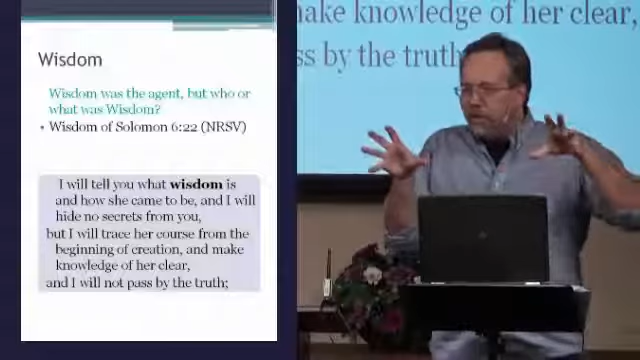 Wisdom
Wisdom was the agent, but who or
what was Wisdom?
• Wisdom of Solomon 6:22 (NRSV)
I will tell you what wisdom is
and how she came to be, and I will
hide no secrets from you,
but I will trace her course from the
beginning of creation, and make
knowledge of her clear,
and I will not pass by the truth;
make knowledge of her clear,
ss by the truth